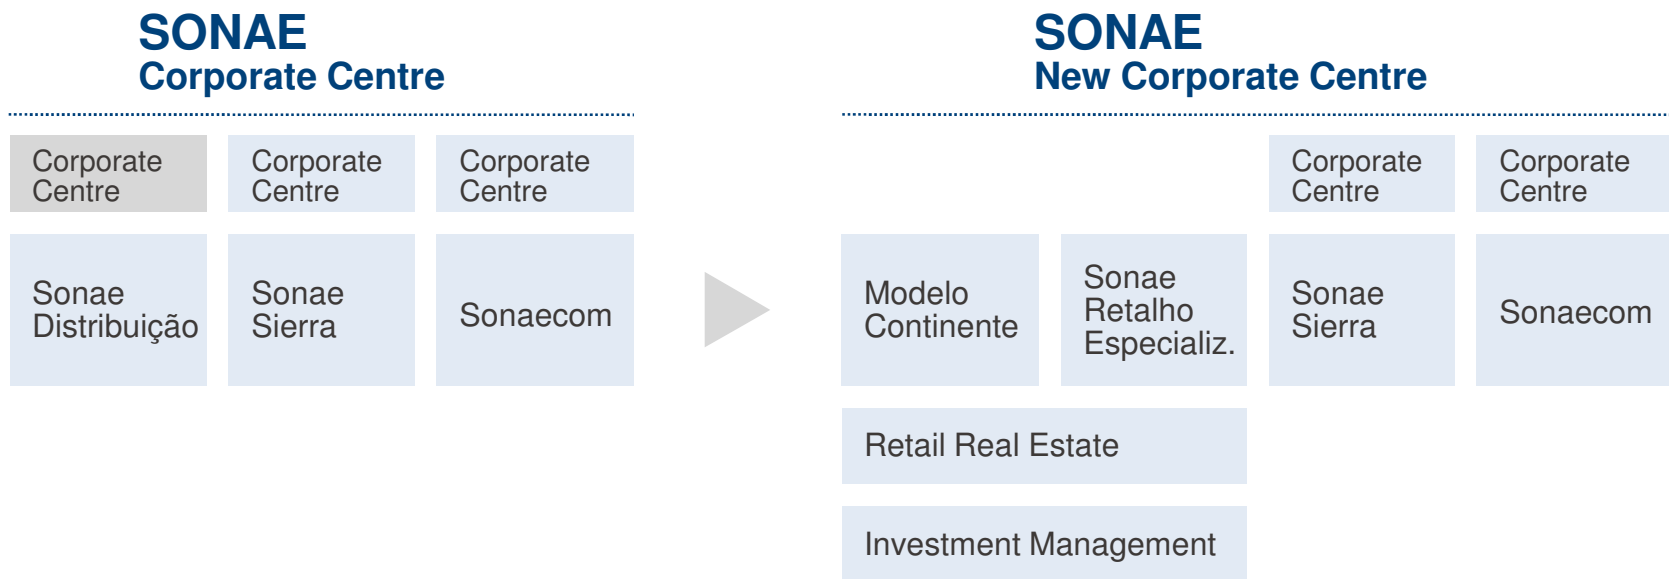 SONAE
Corporate Centre
Corporate
Centre
Corporate
Centre
Corporate
Centre
Sonae
Distribuição
Sonae
Sierra
Sonaecom
SONAE
New Corporate Centre
Corporate
Centre
Corporate
Centre
Modelo
Continente
Sonae
Retalho
Especializ.
Sonae
Sierra
Sonaecom
Retail Real Estate
Investment Management